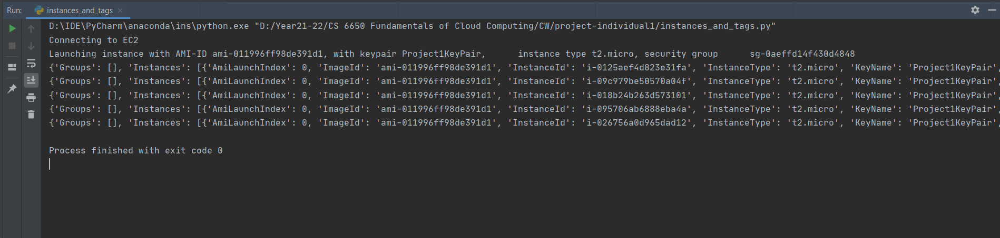 Run: instances_and_tags
D:\IDE\PyCharm\anaconda\ins\python.exe "D:/Year21-22/CS 6650 Fundamentals of Cloud Computing/CW/project-individual1/instances_and_tags.py"
Connecting to EC2
Launching instance with AMI-ID ami-011996ff98de391d1, with keypair Project1KeyPair,      instance type t2.micro, security group      sg-0aeffd14f430d4848
{'Groups': [], 'Instances': [{'AmiLaunchIndex': 0, 'ImageId': 'ami-011996ff98de391d1', 'InstanceId': 'i-0125aef4d823e31fa', 'InstanceType': 't2.micro', 'KeyName': 'Project1KeyPair',
{'Groups': [], 'Instances': [{'AmiLaunchIndex': 0, 'ImageId': 'ami-011996ff98de391d1', 'InstanceId': 'i-09c979be50570a04f', 'InstanceType': 't2.micro', 'KeyName': 'Project1KeyPair',
{'Groups': [], 'Instances': [{'AmiLaunchIndex': 0, 'ImageId': 'ami-011996ff98de391d1', 'InstanceId': 'i-018b24b263d573101', 'InstanceType': 't2.micro', 'KeyName': 'Project1KeyPair',
{'Groups': [], 'Instances': [{'AmiLaunchIndex': 0, 'ImageId': 'ami-011996ff98de391d1', 'InstanceId': 'i-095706ab6888eba4a', 'InstanceType': 't2.micro', 'KeyName': 'Project1KeyPair',
{'Groups': [], 'Instances': [{'AmiLaunchIndex': 0, 'ImageId': 'ami-011996ff98de391d1', 'InstanceId': 'i-026756a0d965dad12', 'InstanceType': 't2.micro', 'KeyName': 'Project1KeyPair',
Process finished with exit code 0